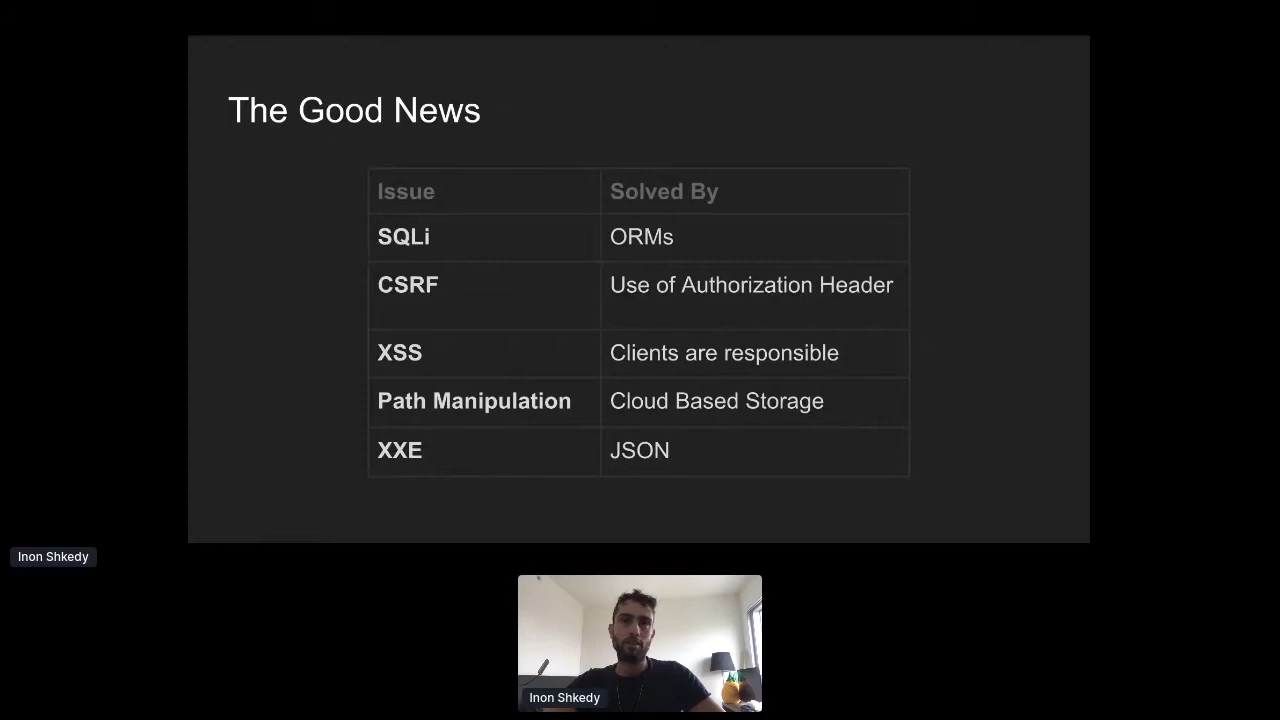 The Good News
Issue Solved By
SQLi ORMs
CSRF Use of Authorization Header
XSS Clients are responsible
Path Manipulation Cloud Based Storage
XXE JSON
Inon Shkedy
Inon Shkedy